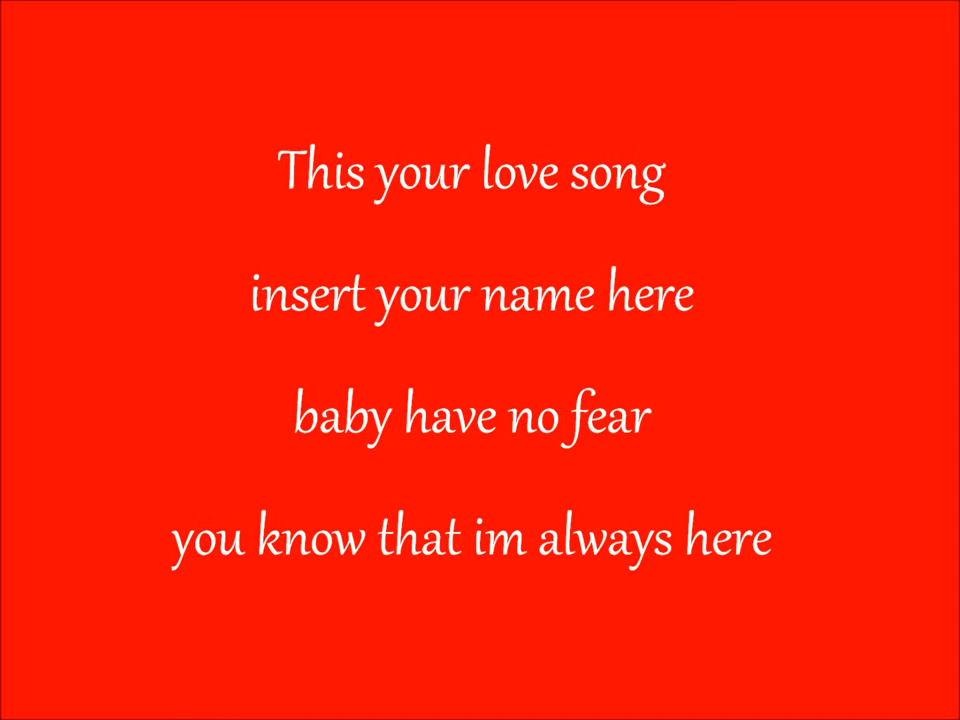 This your love song
insert your name here
baby have no fear
you know that im always here